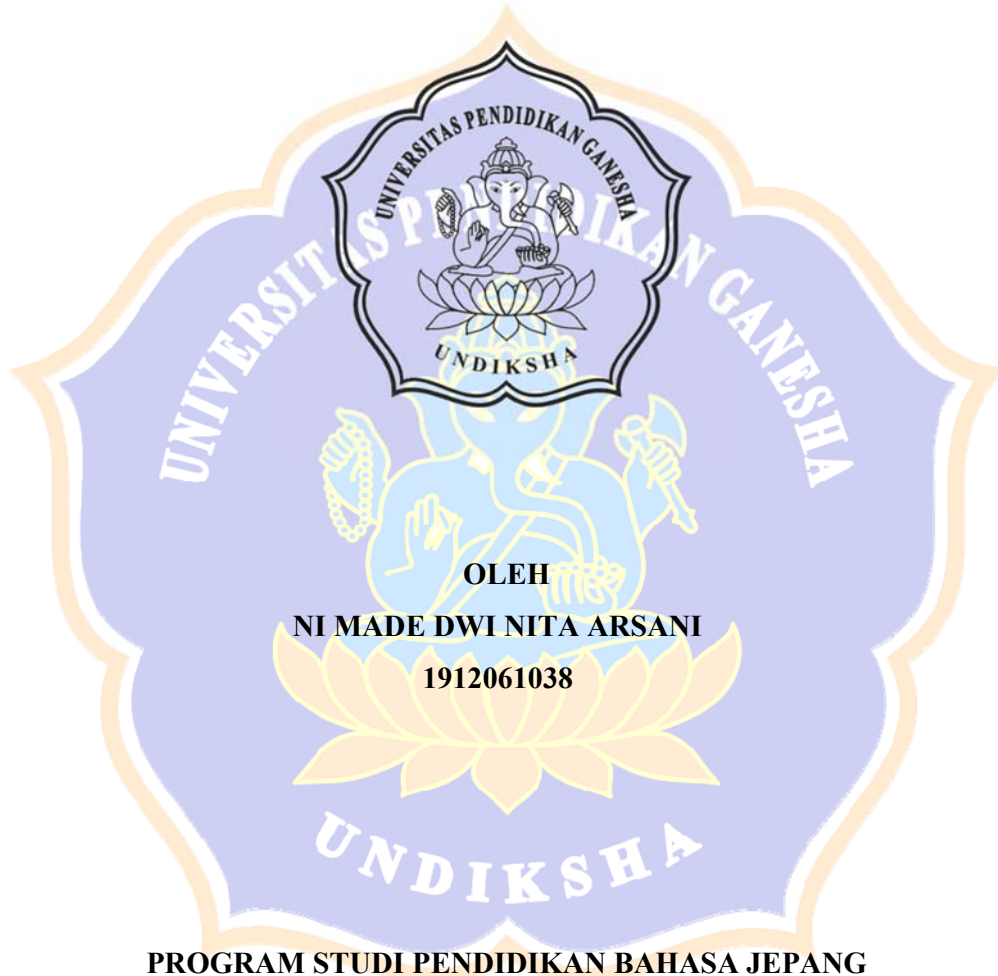 UNIVERSITAS PENDIDIKAN GANESHA
UNDIKSHA
UNIVERSITAS PENDIDIKAN GANESHA
OLEH
NI MADE DWI NITA ARSANI
1912061038
UNDIKSHA
PROGRAM STUDI PENDIDIKAN BAHASA JEPANG